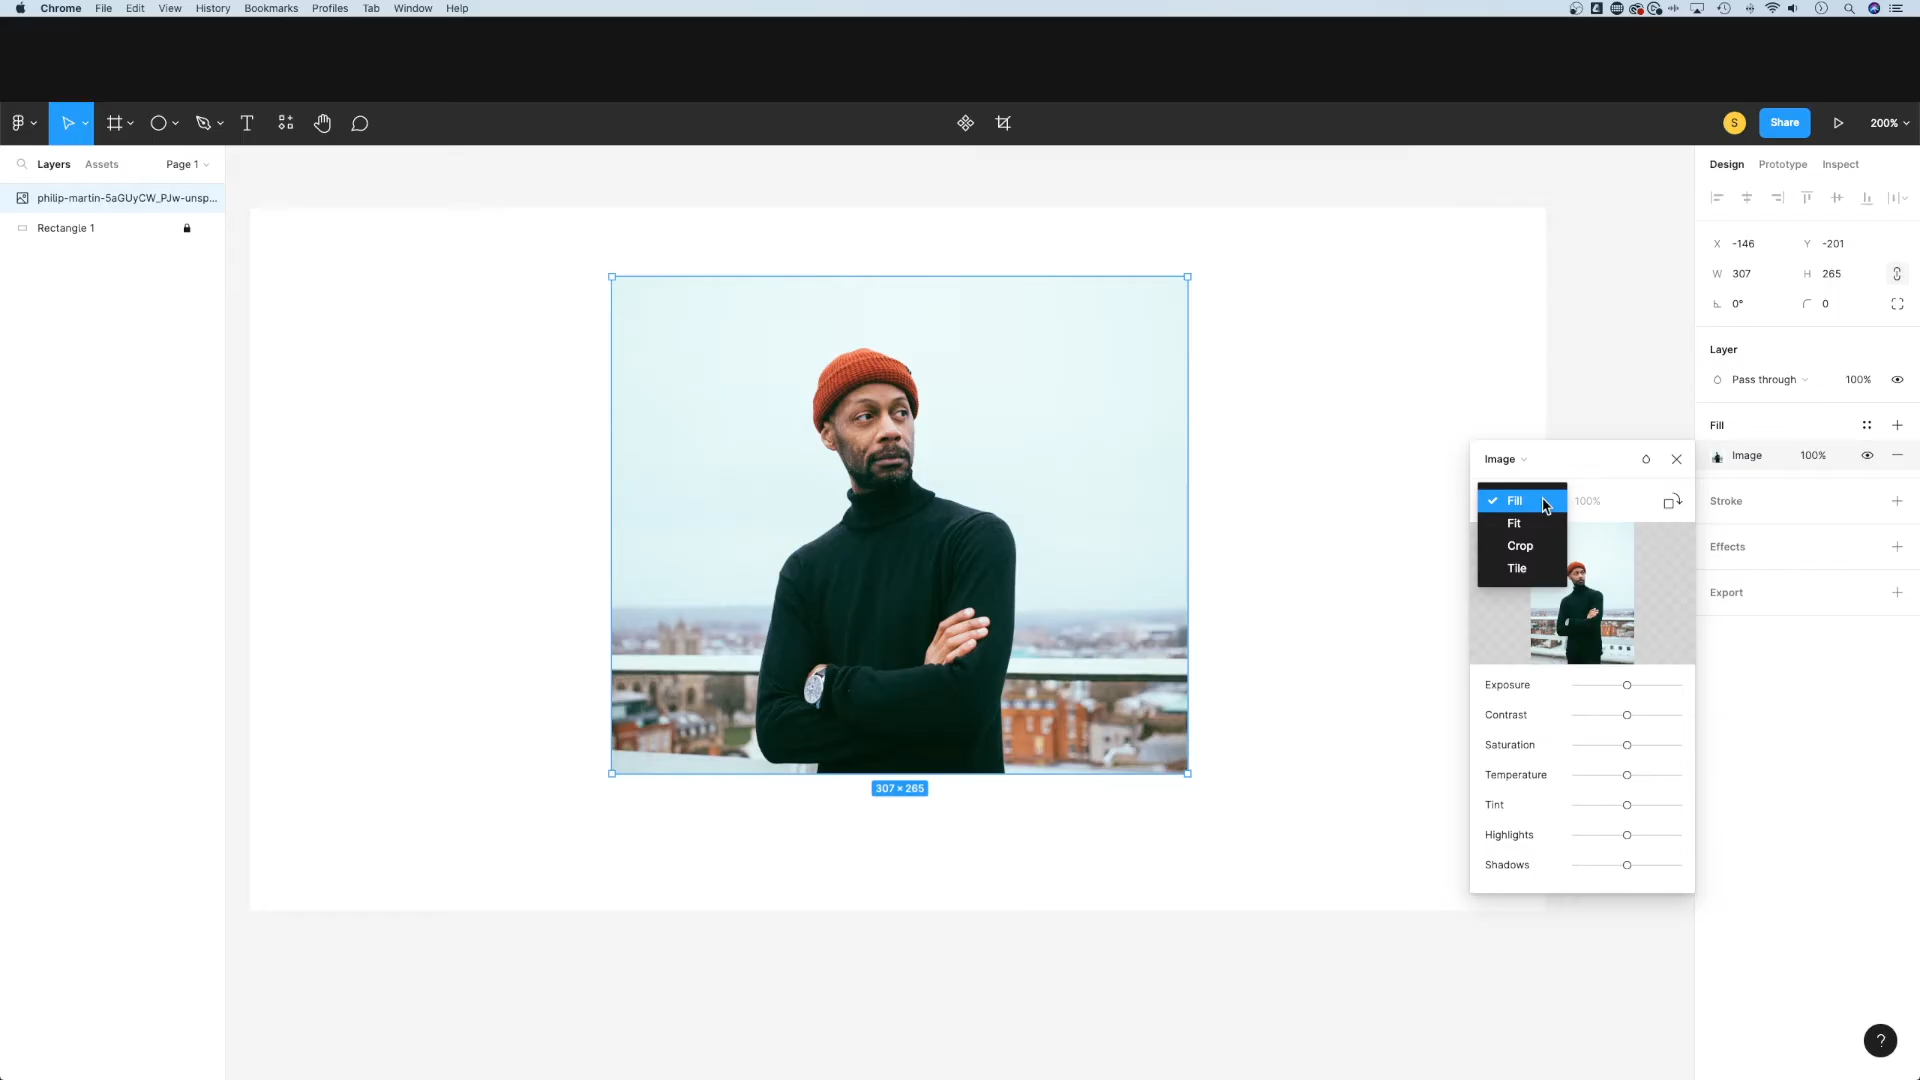 Chrome File Edit View History Bookmarks Profiles Tab Window Help
S Share 200%
Layers Assets Page 1
philip-martin-5aGUyCW_PJw-unsp...
Rectangle 1
307 × 265
Design Prototype Inspect
X -146 Y -201
W 307 H 265
0° 0
Layer
Pass through 100%
Fill
Image 100%
Stroke
Effects
Export
Image
Fill 100%
Fit
Crop
Tile
Exposure
Contrast
Saturation
Temperature
Tint
Highlights
Shadows
?